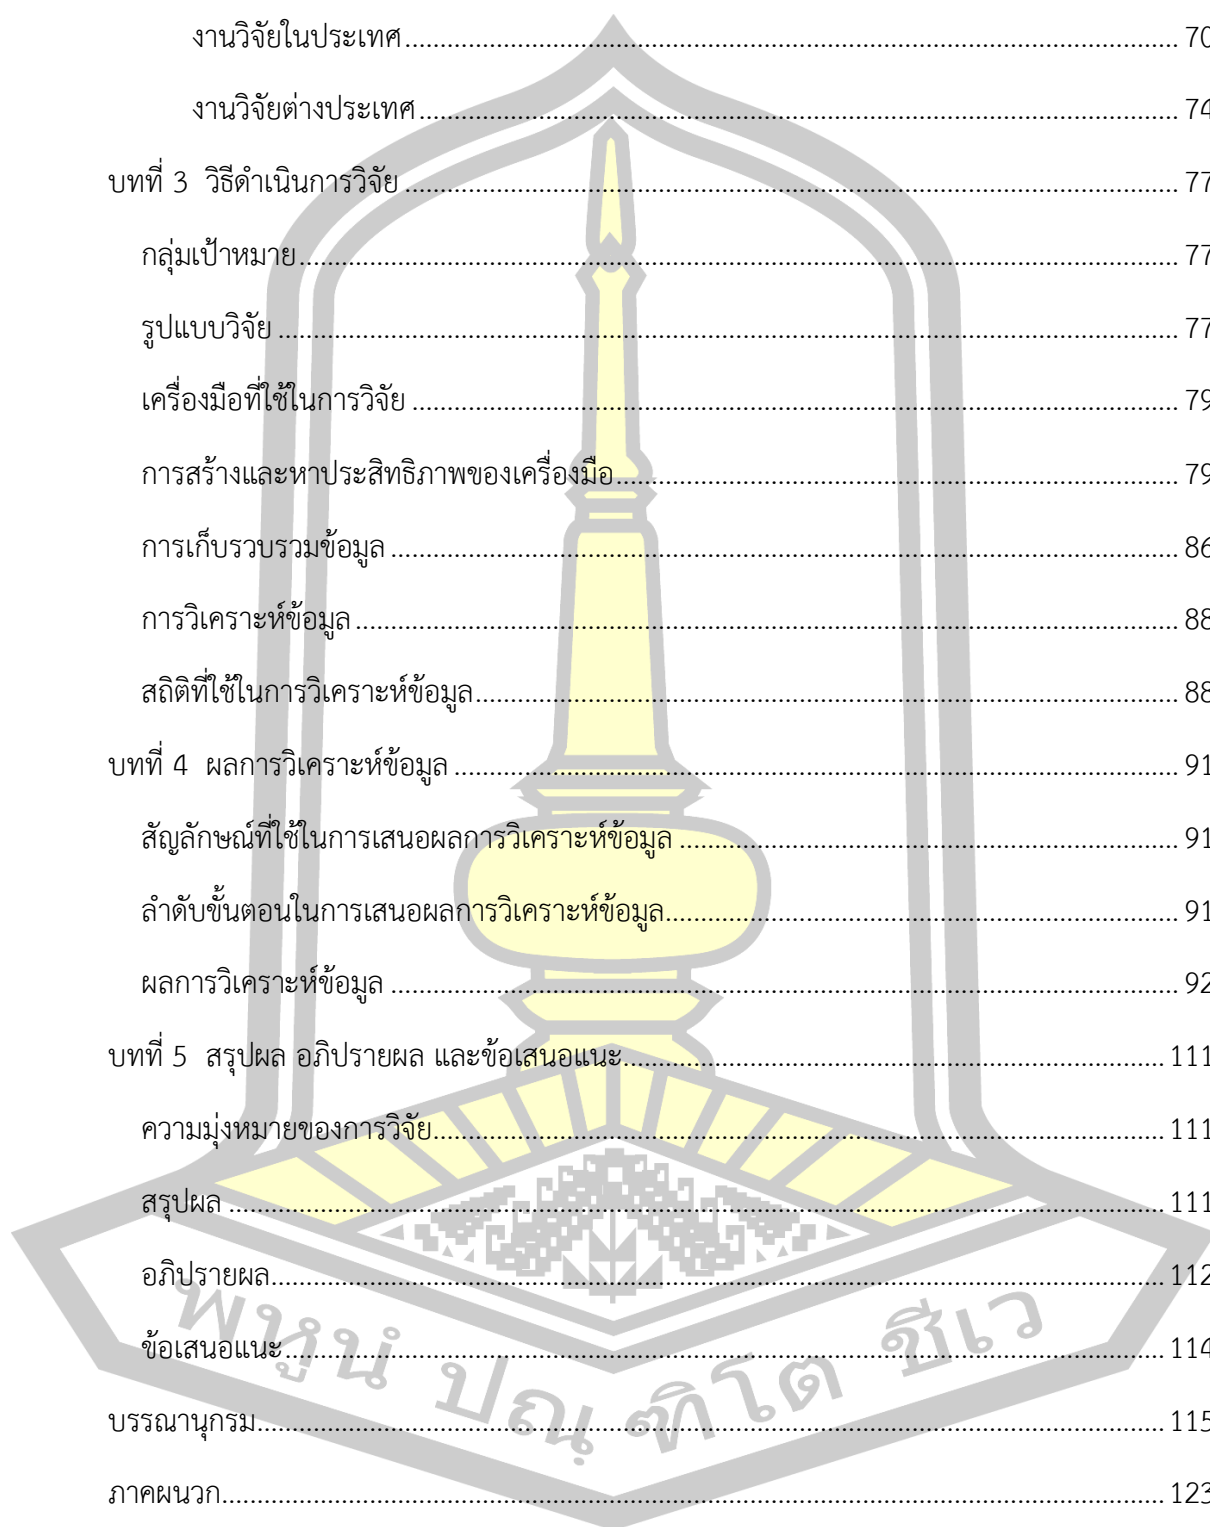 งานวิจัยในประเทศ.......... 70
งานวิจัยต่างประเทศ.......... 74
บทที่ 3 วิธีดำเนินการวิจัย.......... 77
กลุ่มเป้าหมาย.......... 77
รูปแบบวิจัย.......... 77
เครื่องมือที่ใช้ในการวิจัย.......... 79
การสร้างและหาประสิทธิภาพของเครื่องมือ.......... 79
การเก็บรวบรวมข้อมูล.......... 86
การวิเคราะห์ข้อมูล.......... 88
สถิติที่ใช้ในการวิเคราะห์ข้อมูล.......... 88
บทที่ 4 ผลการวิเคราะห์ข้อมูล.......... 91
สัญลักษณ์ที่ใช้ในการเสนอผลการวิเคราะห์ข้อมูล.......... 91
ลำดับขั้นตอนในการเสนอผลการวิเคราะห์ข้อมูล.......... 91
ผลการวิเคราะห์ข้อมูล.......... 92
บทที่ 5 สรุปผล อภิปรายผล และข้อเสนอแนะ.......... 111
ความมุ่งหมายของการวิจัย.......... 111
สรุปผล.......... 111
อภิปรายผล.......... 112
ข้อเสนอแนะ.......... 114
บรรณานุกรม.......... 115
ภาคผนวก.......... 123
พหูนํ ปณฺฑิโต ชีเว